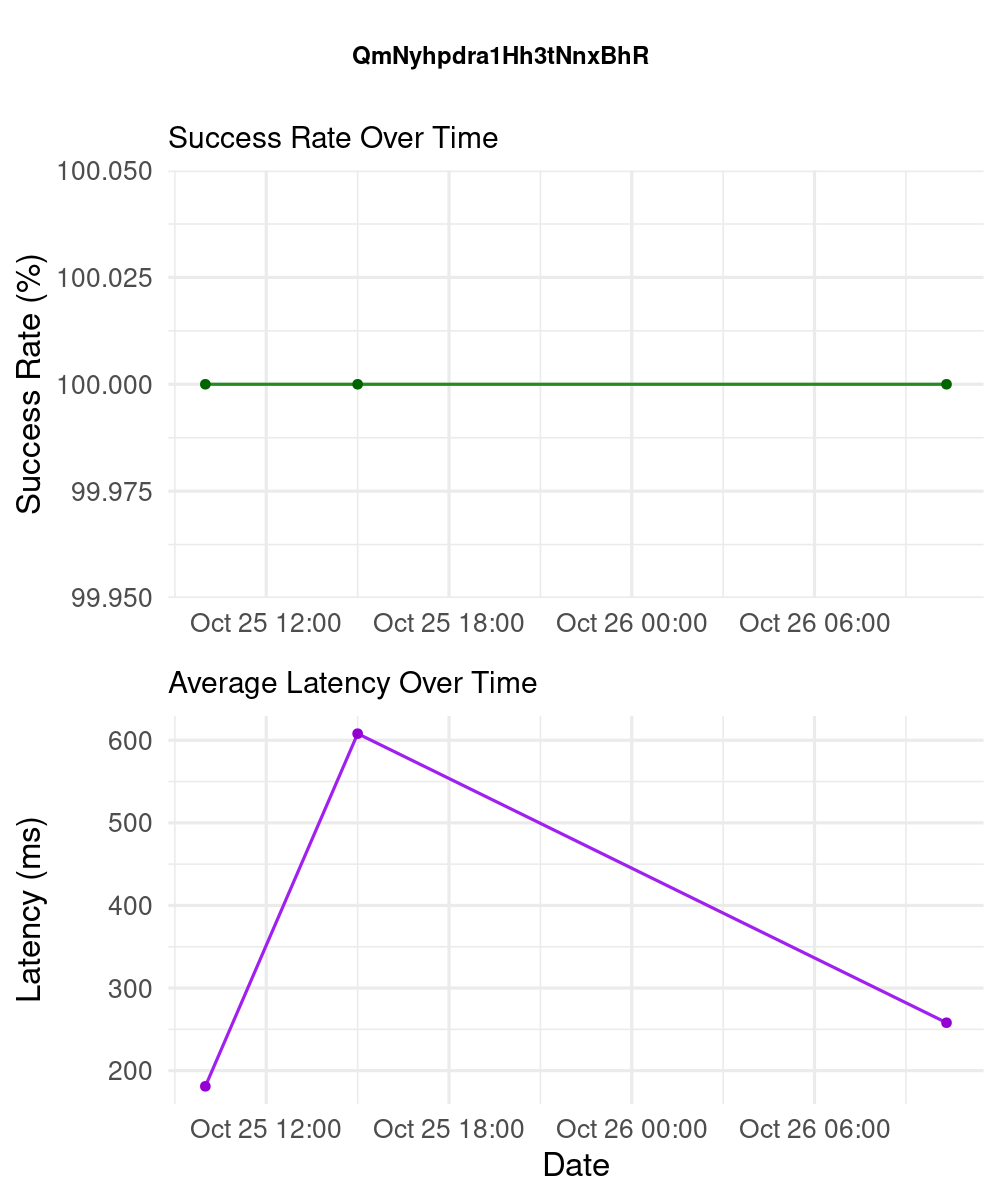 QmNyhpdra1Hh3tNnxBhR
Success Rate Over Time
Success Rate (%)
100.050
100.025
100.000
99.975
99.950
Oct 25 12:00 Oct 25 18:00 Oct 26 00:00 Oct 26 06:00
Average Latency Over Time
Latency (ms)
600
500
400
300
200
Oct 25 12:00 Oct 25 18:00 Oct 26 00:00 Oct 26 06:00
Date